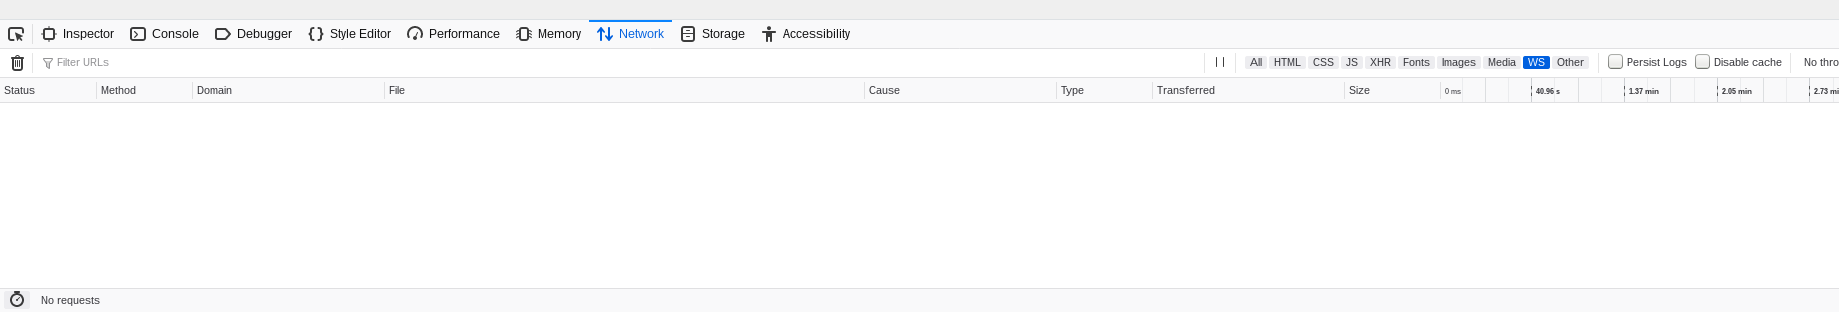 Inspector Console Debugger Style Editor Performance Memory Network Storage Accessibility
Filter URLs All HTML CSS JS XHR Fonts Images Media WS Other Persist Logs Disable cache No thro
Status Method Domain File Cause Type Transferred Size 0 ms 40.96 s 1.37 min 2.05 min 2.73 mi
No requests